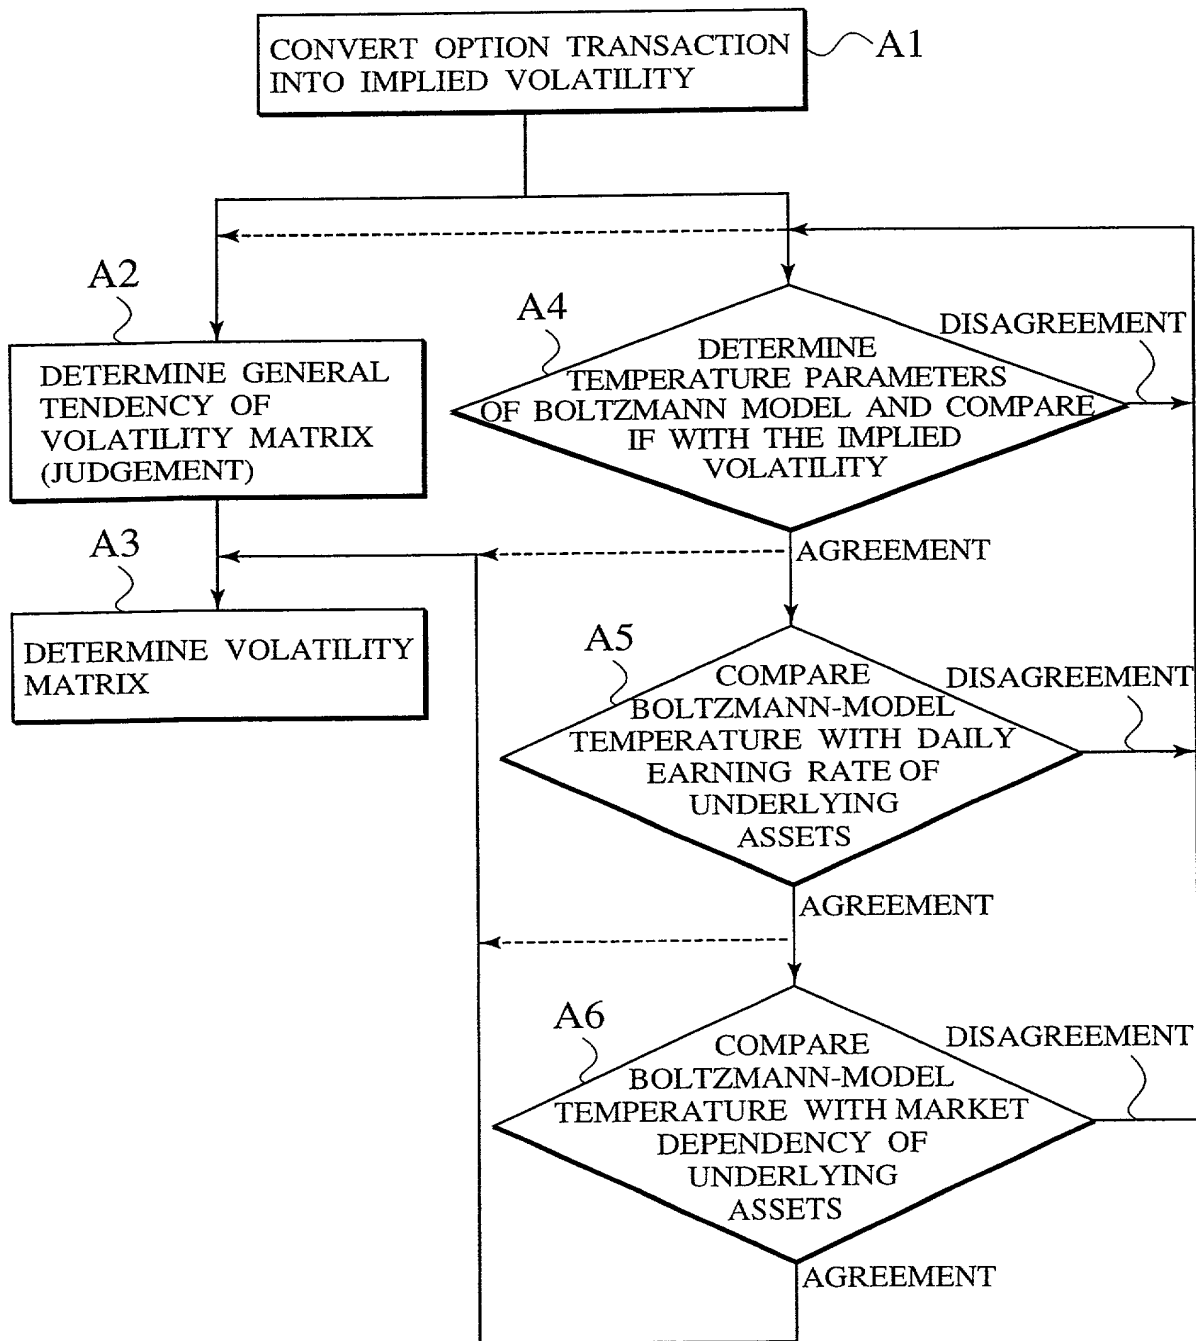 CONVERT OPTION TRANSACTION
INTO IMPLIED VOLATILITY
A1
A2
DETERMINE GENERAL
TENDENCY OF
VOLATILITY MATRIX
(JUDGEMENT)
A3
DETERMINE VOLATILITY
MATRIX
A4
DETERMINE
TEMPERATURE PARAMETERS
OF BOLTZMANN MODEL AND COMPARE
IF WITH THE IMPLIED
VOLATILITY
DISAGREEMENT
AGREEMENT
A5
COMPARE
BOLTZMANN-MODEL
TEMPERATURE WITH DAILY
EARNING RATE OF
UNDERLYING
ASSETS
DISAGREEMENT
AGREEMENT
A6
COMPARE
BOLTZMANN-MODEL
TEMPERATURE WITH MARKET
DEPENDENCY OF
UNDERLYING
ASSETS
DISAGREEMENT
AGREEMENT